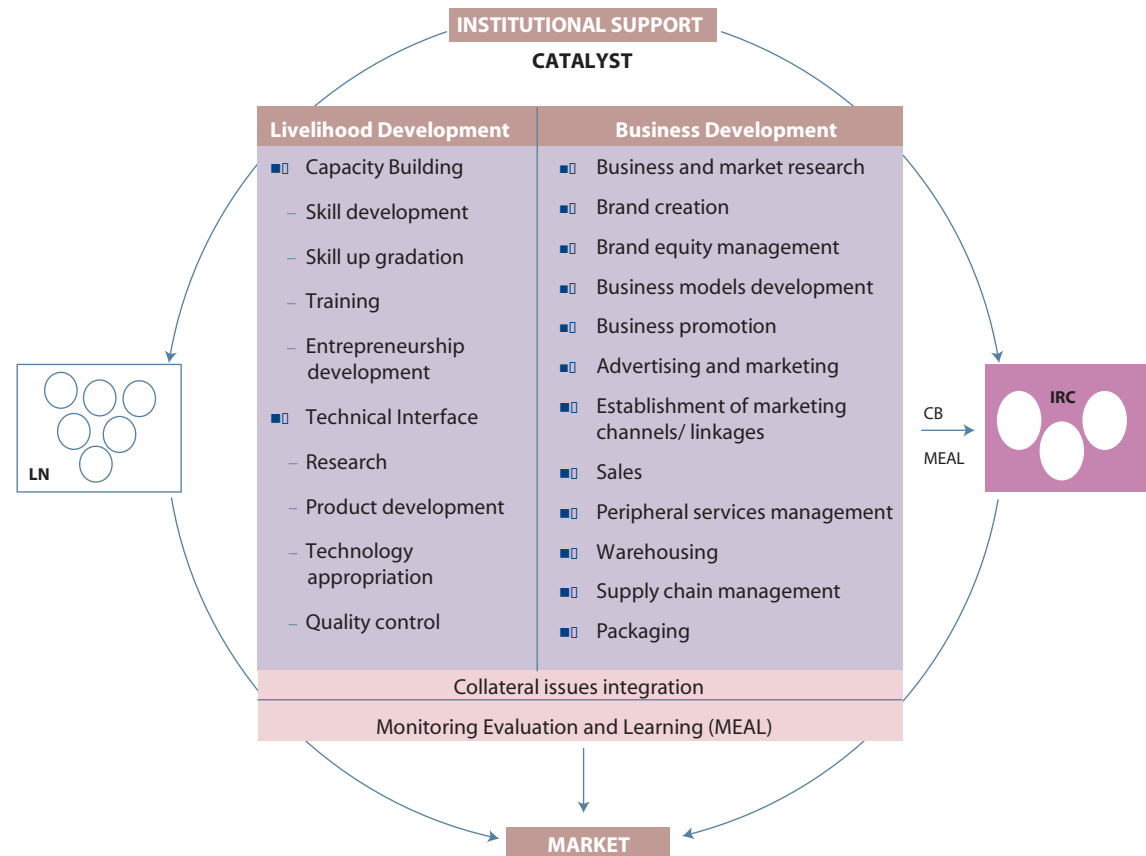 INSTITUTIONAL SUPPORT
CATALYST
Livelihood Development
Capacity Building
– Skill development
– Skill up gradation
– Training
– Entrepreneurship
development
Technical Interface
– Research
– Product development
– Technology
appropriation
– Quality control
Business Development
Business and market research
Brand creation
Brand equity management
Business models development
Business promotion
Advertising and marketing
Establishment of marketing
channels/ linkages
Sales
Peripheral services management
Warehousing
Supply chain management
Packaging
Collateral issues integration
Monitoring Evaluation and Learning (MEAL)
LN
CB
MEAL
IRC
MARKET